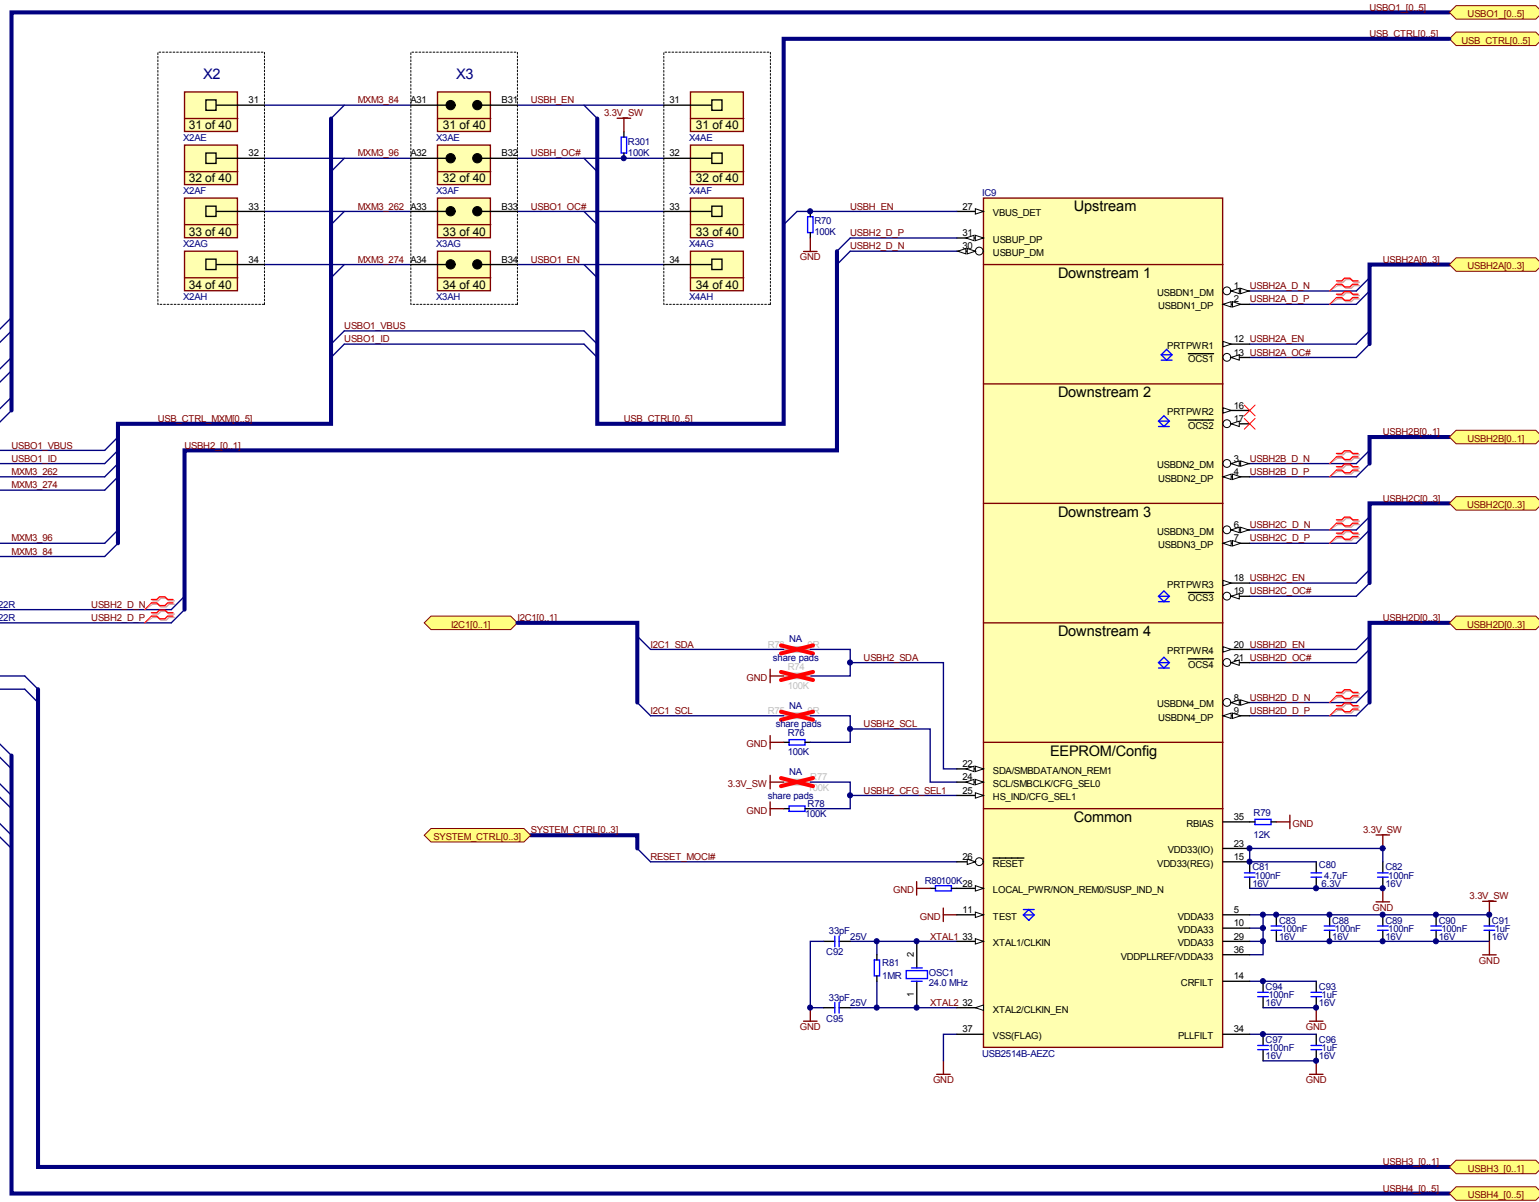 USBO1_[0..5]
USBO1_[0..5]
USB_CTRL[0..5]
USB_CTRL[0..5]
X2
X3
31
MXM3_84
A31
B31
USBH_EN
31
31 of 40
31 of 40
31 of 40
X2AE
X3AE
X4AE
3.3V_SW
R301
100K
32
MXM3_96
A32
B32
USBH_OC#
32
32 of 40
32 of 40
32 of 40
X2AF
X3AF
X4AF
33
MXM3_262
A33
B33
USBO1_OC#
33
33 of 40
33 of 40
33 of 40
X2AG
X3AG
X4AG
34
MXM3_274
A34
B34
USBO1_EN
34
34 of 40
34 of 40
34 of 40
X2AH
X3AH
X4AH
USBO1_VBUS
USBO1_ID
USB_CTRL_MXM[0..5]
USB_CTRL[0..5]
USBO1_VBUS
USBO1_ID
MXM3_262
MXM3_274
MXM3_96
MXM3_84
USBH2_[0..1]
22R
USBH2_D_N
22R
USBH2_D_P
R70
100K
GND
USBH_EN
USBH2_D_P
USBH2_D_N
IC9
Upstream
27
VBUS_DET
31
USBUP_DP
30
USBUP_DM
Downstream 1
USBDN1_DM
1
USBH2A_D_N
USBDN1_DP
2
USBH2A_D_P
PRTPWR1
12
USBH2A_EN
OCS1
13
USBH2A_OC#
USBH2A[0..3]
USBH2A[0..3]
Downstream 2
PRTPWR2
16
OCS2
17
USBDN2_DM
3
USBH2B_D_N
USBDN2_DP
4
USBH2B_D_P
USBH2B[0..1]
USBH2B[0..1]
Downstream 3
USBDN3_DM
6
USBH2C_D_N
USBDN3_DP
7
USBH2C_D_P
PRTPWR3
18
USBH2C_EN
OCS3
19
USBH2C_OC#
USBH2C[0..3]
USBH2C[0..3]
Downstream 4
PRTPWR4
20
USBH2D_EN
OCS4
21
USBH2D_OC#
USBDN4_DM
8
USBH2D_D_N
USBDN4_DP
9
USBH2D_D_P
USBH2D[0..3]
USBH2D[0..3]
I2C1[0..1]
I2C1[0..1]
I2C1_SDA
NA
share pads
R74
100K
GND
USBH2_SDA
I2C1_SCL
NA
share pads
R76
100K
GND
USBH2_SCL
3.3V_SW
NA
share pads
R78
100K
GND
USBH2_CFG_SEL1
EEPROM/Config
22
SDA/SMBDATA/NON_REM1
24
SCL/SMBCLK/CFG_SEL0
25
HS_IND/CFG_SEL1
SYSTEM_CTRL[0..3]
SYSTEM_CTRL[0..3]
RESET_MOCI#
Common
26
RESET
GND
R80
100K
28
LOCAL_PWR/NON_REM0/SUSP_IND_N
GND
11
TEST
XTAL1
33
XTAL1/CLKIN
XTAL2
32
XTAL2/CLKIN_EN
37
VSS(FLAG)
GND
33pF
25V
C92
R81
1MR
2
1
OSC1
24.0 MHz
33pF
25V
C95
GND
USB2514B-AEZC
RBIAS
35
R79
12K
GND
VDD33(IO)
23
VDD33(REG)
15
3.3V_SW
C81
100nF
16V
C80
4.7uF
6.3V
C82
100nF
16V
GND
VDDA33
5
VDDA33
10
VDDA33
29
VDDPLLREF/VDDA33
36
3.3V_SW
C83
100nF
16V
C88
100nF
16V
C89
100nF
16V
C90
100nF
16V
C91
1uF
16V
GND
CRFILT
14
C94
100nF
16V
C93
1uF
16V
GND
PLLFILT
34
C97
100nF
16V
C96
1uF
16V
GND
USBH3_[0..1]
USBH3_[0..1]
USBH4_[0..5]
USBH4_[0..5]